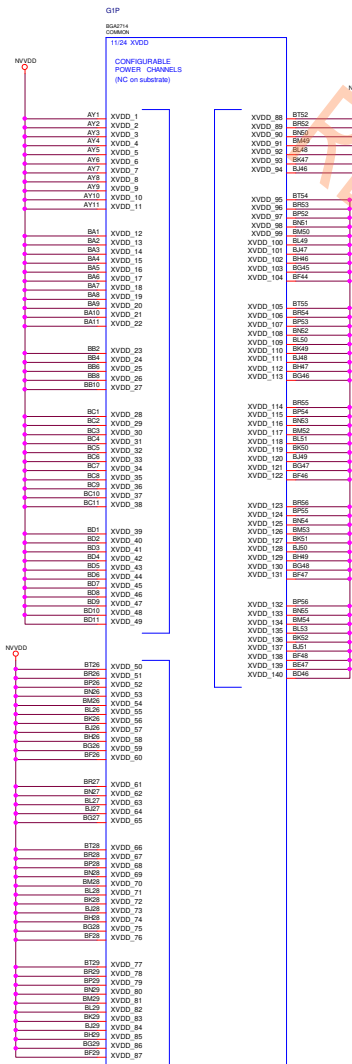 G1P
BGA2714
COMMON
11/24 XVDD
CONFIGURABLE
POWER CHANNELS
(NC on substrate)
NVVDD
AY1 XVDD_1
AY2 XVDD_2
AY3 XVDD_3
AY4 XVDD_4
AY5 XVDD_5
AY6 XVDD_6
AY7 XVDD_7
AY8 XVDD_8
AY9 XVDD_9
AY10 XVDD_10
AY11 XVDD_11
BA1 XVDD_12
BA2 XVDD_13
BA3 XVDD_14
BA4 XVDD_15
BA5 XVDD_16
BA6 XVDD_17
BA7 XVDD_18
BA8 XVDD_19
BA9 XVDD_20
BA10 XVDD_21
BA11 XVDD_22
BB2 XVDD_23
BB4 XVDD_24
BB6 XVDD_25
BB8 XVDD_26
BB10 XVDD_27
BC1 XVDD_28
BC2 XVDD_29
BC3 XVDD_30
BC4 XVDD_31
BC5 XVDD_32
BC6 XVDD_33
BC7 XVDD_34
BC8 XVDD_35
BC9 XVDD_36
BC10 XVDD_37
BC11 XVDD_38
BD1 XVDD_39
BD2 XVDD_40
BD3 XVDD_41
BD4 XVDD_42
BD5 XVDD_43
BD6 XVDD_44
BD7 XVDD_45
BD8 XVDD_46
BD9 XVDD_47
BD10 XVDD_48
BD11 XVDD_49
NVVDD
BT26 XVDD_50
BR26 XVDD_51
BP26 XVDD_52
BN26 XVDD_53
BM26 XVDD_54
BL26 XVDD_55
BK26 XVDD_56
BJ26 XVDD_57
BH26 XVDD_58
BG26 XVDD_59
BF26 XVDD_60
BR27 XVDD_61
BN27 XVDD_62
BL27 XVDD_63
BJ27 XVDD_64
BG27 XVDD_65
BT28 XVDD_66
BR28 XVDD_67
BP28 XVDD_68
BN28 XVDD_69
BM28 XVDD_70
BL28 XVDD_71
BK28 XVDD_72
BJ28 XVDD_73
BH28 XVDD_74
BG28 XVDD_75
BF28 XVDD_76
BT29 XVDD_77
BR29 XVDD_78
BP29 XVDD_79
BN29 XVDD_80
BM29 XVDD_81
BL29 XVDD_82
BK29 XVDD_83
BJ29 XVDD_84
BH29 XVDD_85
BG29 XVDD_86
BF29 XVDD_87
XVDD_88 BT52
XVDD_89 BR52
XVDD_90 BN50
XVDD_91 BM49
XVDD_92 BL48
XVDD_93 BK47
XVDD_94 BJ46
XVDD_95 BT54
XVDD_96 BR53
XVDD_97 BP52
XVDD_98 BN51
XVDD_99 BM50
XVDD_100 BL49
XVDD_101 BJ47
XVDD_102 BH46
XVDD_103 BG45
XVDD_104 BF44
XVDD_105 BT55
XVDD_106 BR54
XVDD_107 BP53
XVDD_108 BN52
XVDD_109 BL50
XVDD_110 BK49
XVDD_111 BJ48
XVDD_112 BH47
XVDD_113 BG46
XVDD_114 BR55
XVDD_115 BP54
XVDD_116 BN53
XVDD_117 BM52
XVDD_118 BL51
XVDD_119 BK50
XVDD_120 BJ49
XVDD_121 BG47
XVDD_122 BF46
XVDD_123 BR56
XVDD_124 BP55
XVDD_125 BN54
XVDD_126 BM53
XVDD_127 BK51
XVDD_128 BJ50
XVDD_129 BH49
XVDD_130 BG48
XVDD_131 BF47
XVDD_132 BP56
XVDD_133 BN55
XVDD_134 BM54
XVDD_135 BL53
XVDD_136 BK52
XVDD_137 BJ51
XVDD_138 BF48
XVDD_139 BE47
XVDD_140 BD46